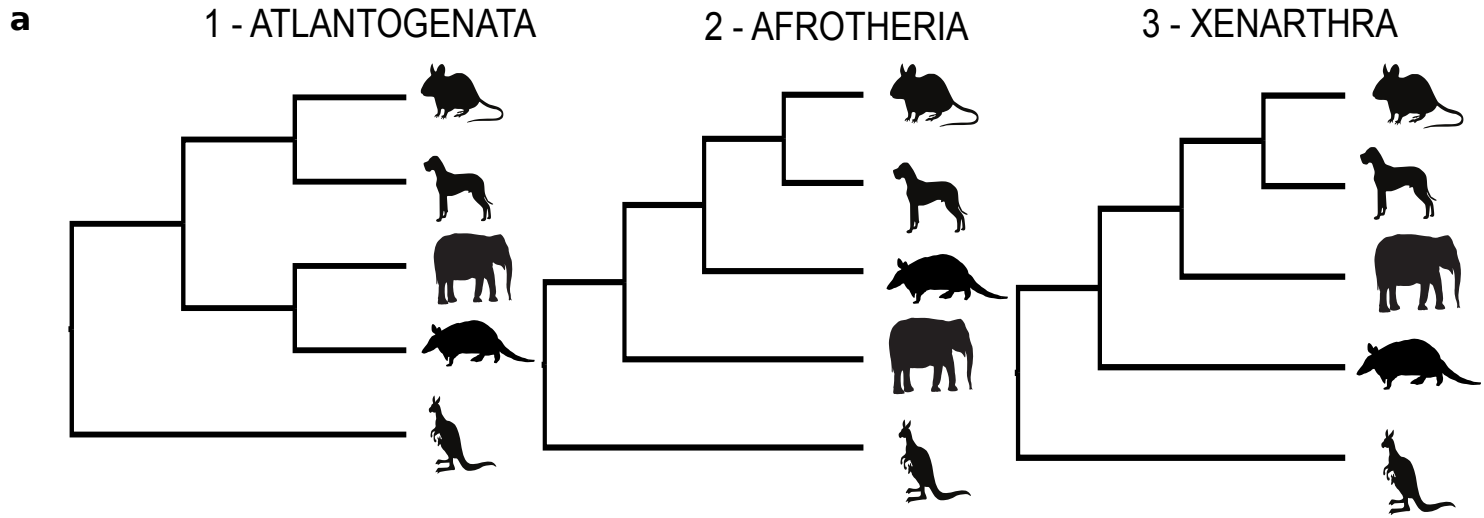 a
1 - ATLANTOGENATA
2 - AFROTHERIA
3 - XENARTHRA